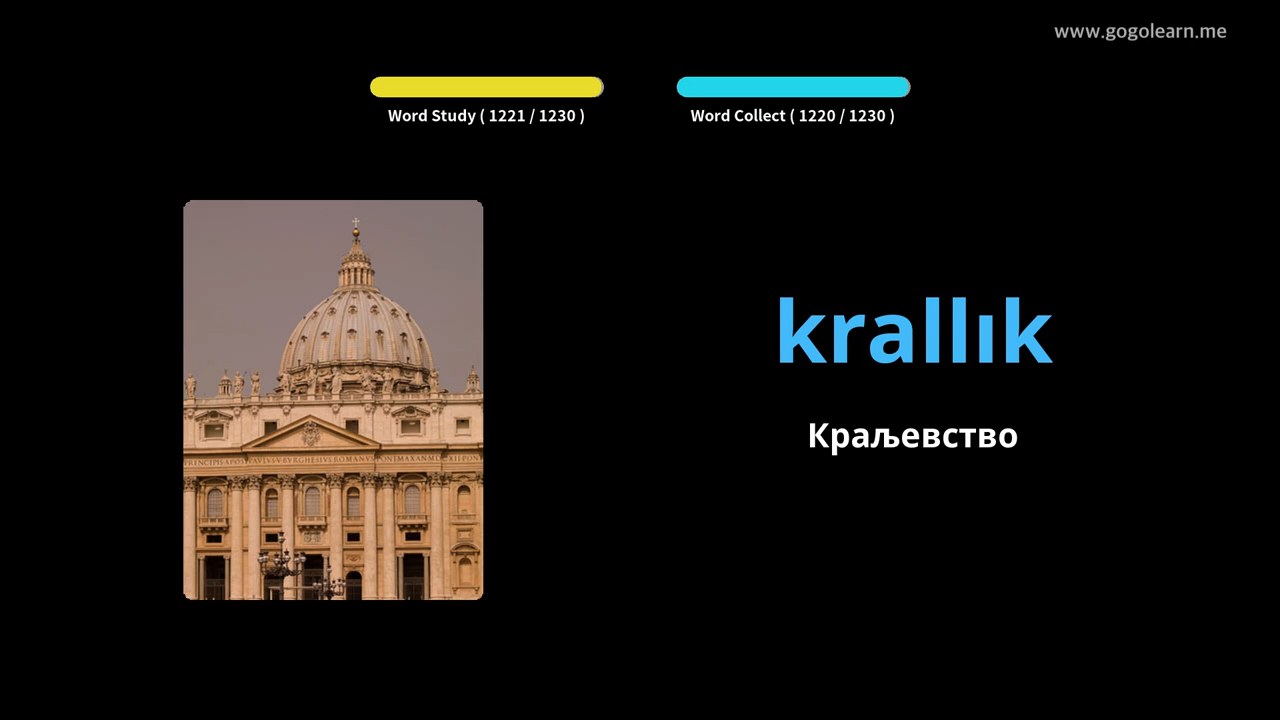 www.gogolearn.me
Word Study ( 1221 / 1230 )
Word Collect ( 1220 / 1230 )
krallık
Краљевство